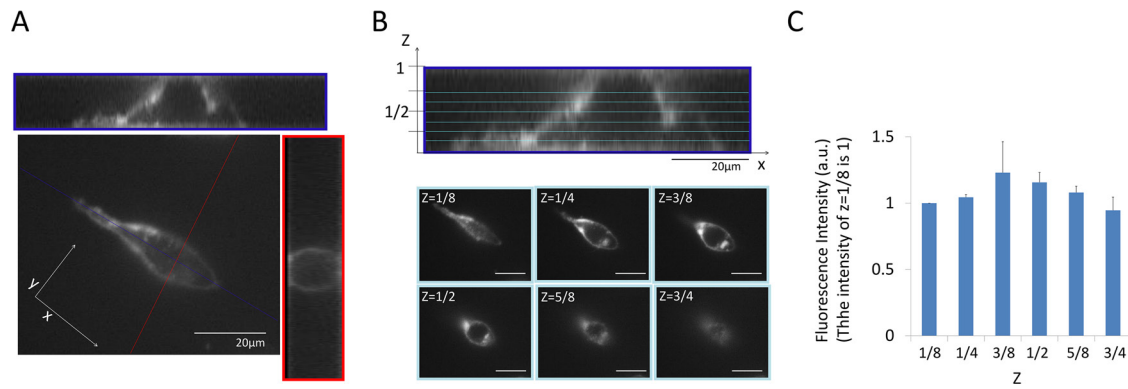 A
B
C
y
x
20μm
Z
1
1/2
20μm
x
Z=1/8
Z=1/4
Z=3/8
Z=1/2
Z=5/8
Z=3/4
Fluorescence Intensity (a.u.)
(Thhe intensity of z=1/8 is 1)
1.5
1
0.5
0
1/8 1/4 3/8 1/2 5/8 3/4
Z